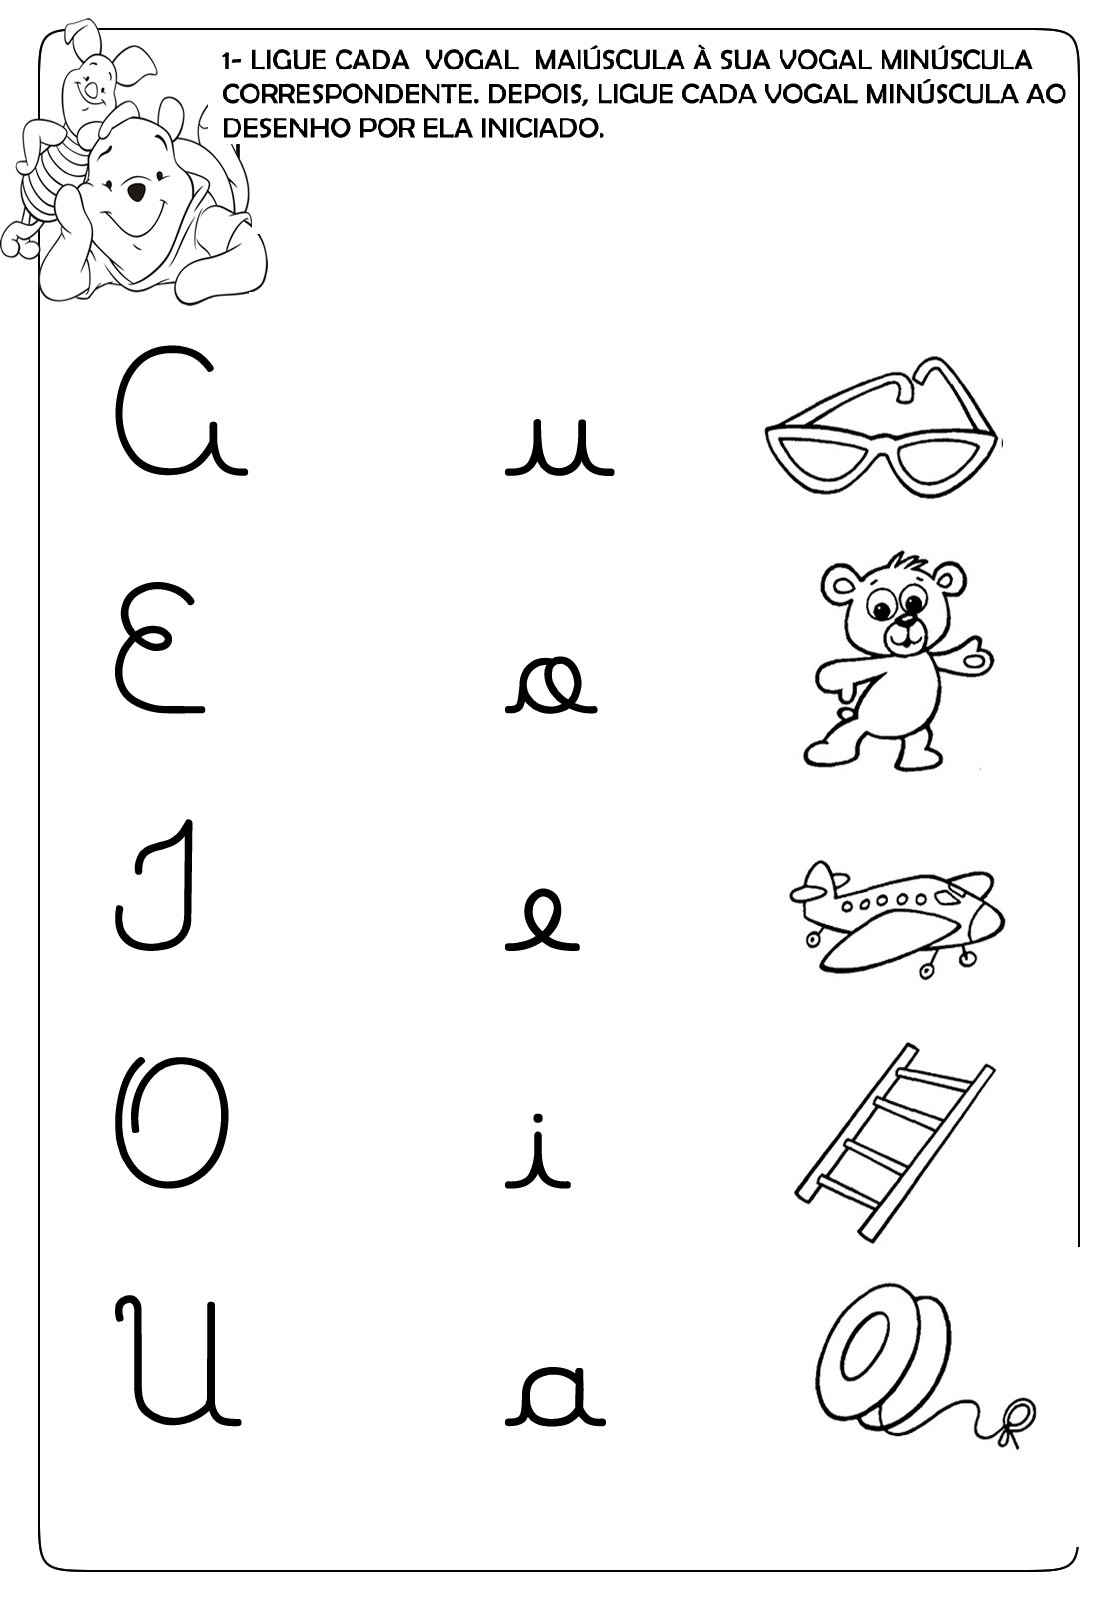 1- LIGUE CADA VOGAL MAIÚSCULA À SUA VOGAL MINÚSCULA
CORRESPONDENTE. DEPOIS, LIGUE CADA VOGAL MINÚSCULA AO
DESENHO POR ELA INICIADO.
A u
E o
I e
O i
U a